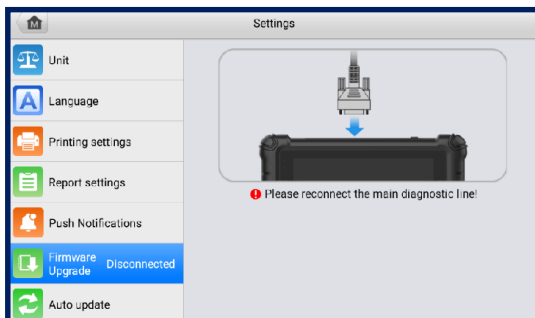 Settings
Unit
Language
Printing settings
Report settings
Push Notifications
Firmware
Upgrade
Disconnected
Auto update
Please reconnect the main diagnostic line!